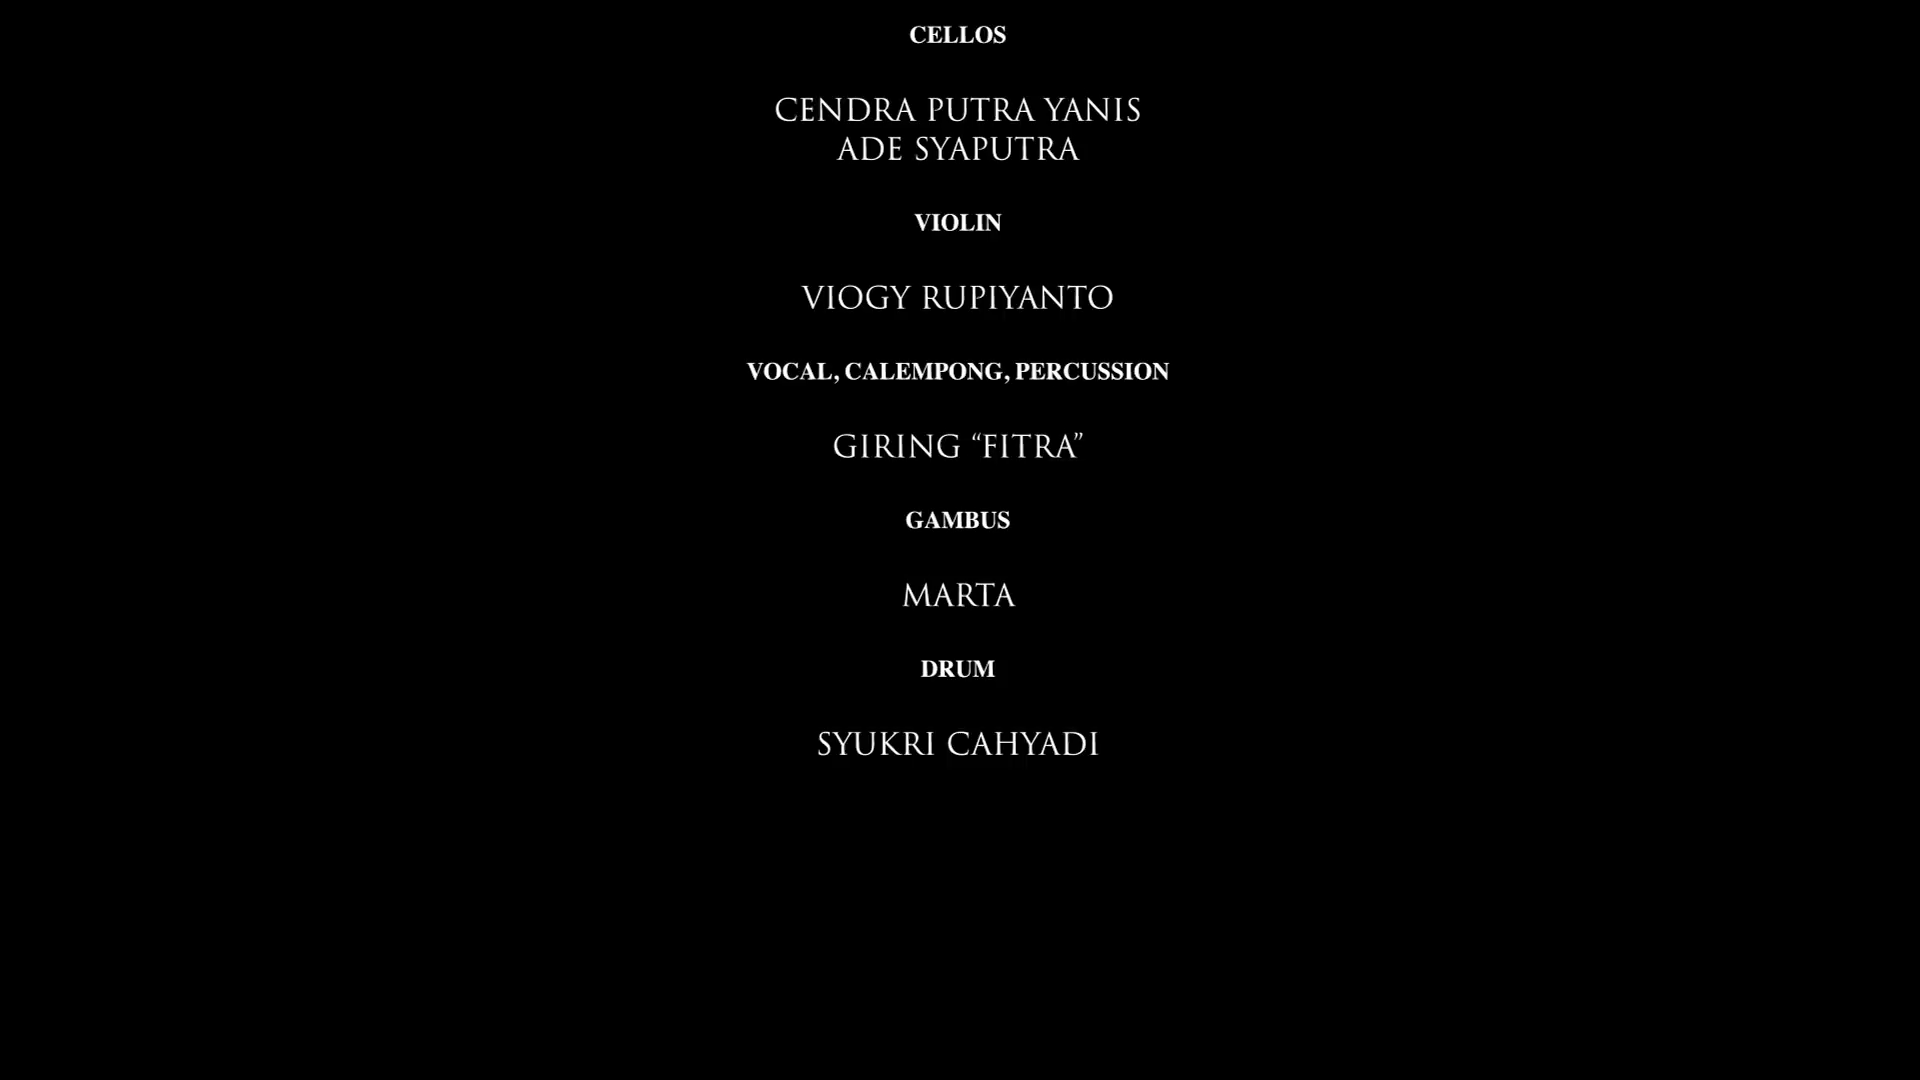 CELLOS
CENDRA PUTRA YANIS
ADE SYAPUTRA
VIOLIN
VIOGY RUPIYANTO
VOCAL, CALEMPONG, PERCUSSION
GIRING “FITRA”
GAMBUS
MARTA
DRUM
SYUKRI CAHYADI